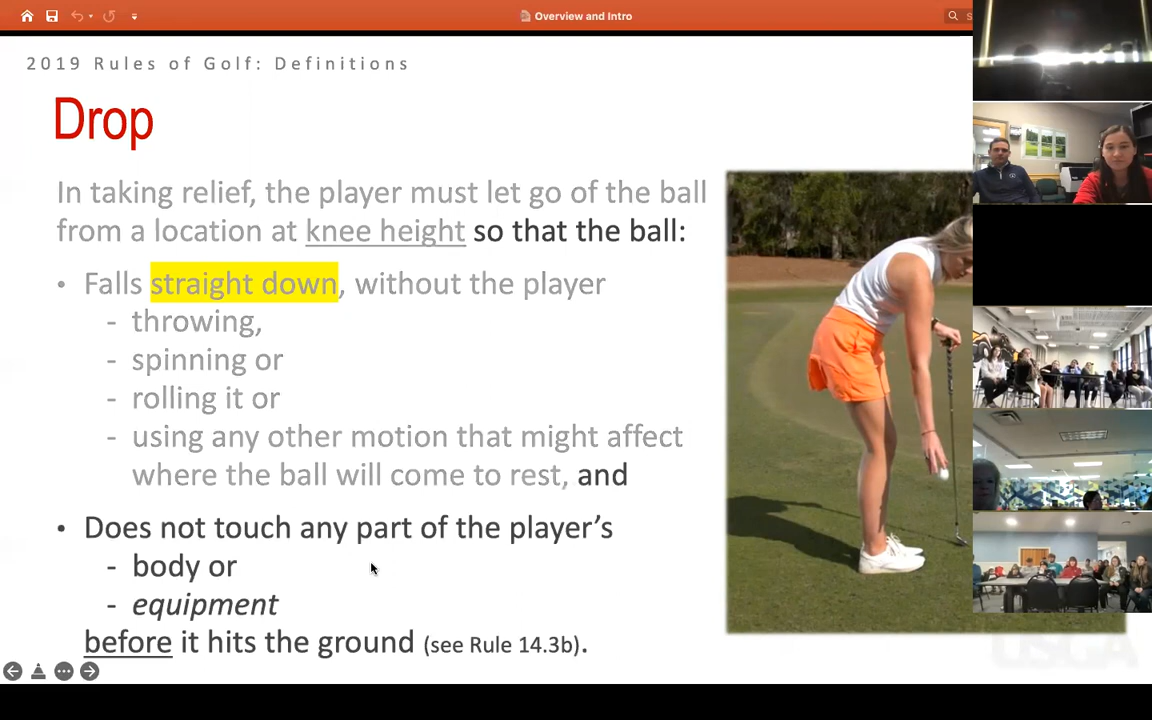 Overview and Intro
S
2019 Rules of Golf: Definitions
Drop
In taking relief, the player must let go of the ball
from a location at knee height so that the ball:
• Falls straight down, without the player
- throwing,
- spinning or
- rolling it or
- using any other motion that might affect
where the ball will come to rest, and
• Does not touch any part of the player’s
- body or
- equipment
before it hits the ground (see Rule 14.3b).
USGA